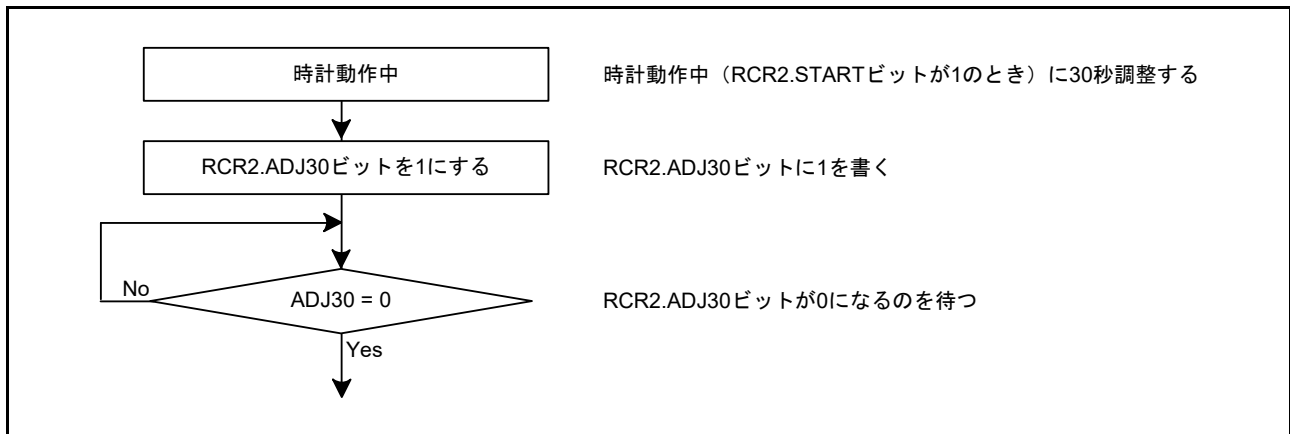 時計動作中
時計動作中（RCR2.STARTビットが1のとき）に30秒調整する
RCR2.ADJ30ビットを1にする
RCR2.ADJ30ビットに1を書く
No
ADJ30 = 0
RCR2.ADJ30ビットが0になるのを待つ
Yes